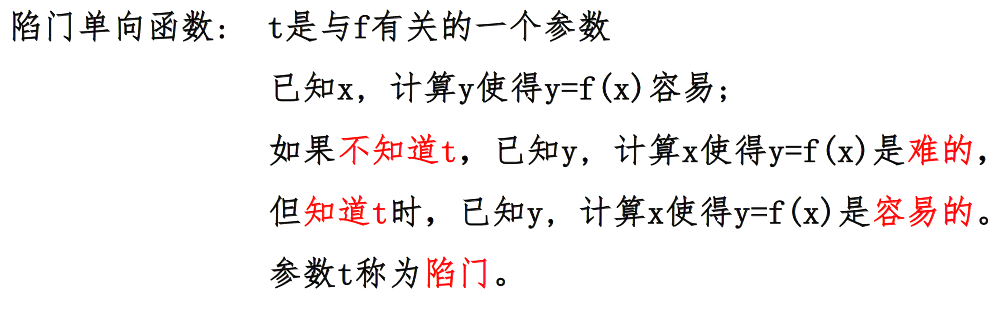 陷门单向函数： t是与f有关的一个参数
已知x，计算y使得y=f(x)容易；
如果不知道t，已知y，计算x使得y=f(x)是难的，
但知道t时，已知y，计算x使得y=f(x)是容易的。
参数t称为陷门。